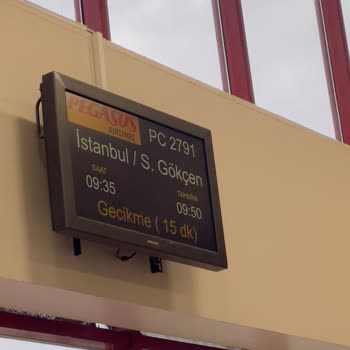 PEGASUS
AIRLINES
PC 2791
İstanbul / S. Gökçen
SAAT
TAHMİNİ
09:35
09:50
Gecikme ( 15 dk)